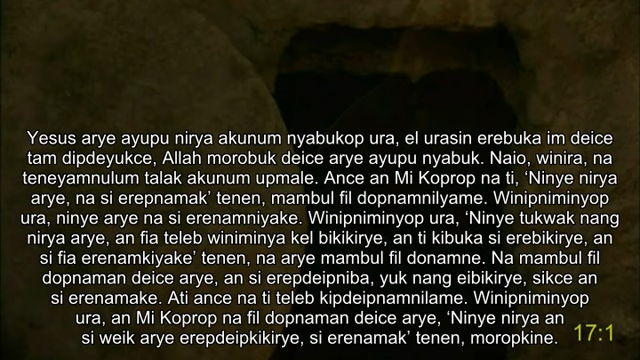 Yesus arye ayupu nirya akunum nyabukop ura, el urasin erebuka im deice
tam dipdeyukce, Allah morobuk deice arye ayupu nyabuk. Naio, winira, na
teneyamnulum talak akunum upmale. Ance an Mi Koprop na ti, ‘Ninye nirya
arye, na si erepnamak’ tenen, mambul fil dopnamnilyame. Winipniminyop
ura, ninye arye na si erenamniyake. Winipniminyop ura, ‘Ninye tukwak nang
nirya arye, an fia teleb winiminya kel bikikirye, an ti kibuka si erebikirye, an
si fia erenamkiyake’ tenen, na arye mambul fil donamne. Na mambul fil
dopnaman deice arye, an si erepdeipniba, yuk nang eibikirye, sikce an
si erenamake. Ati ance na ti teleb kipdeipnamnilame. Winipniminyop
ura, an Mi Koprop na fil dopnaman deice arye, ‘Ninye nirya an
si weik arye erepdeipkikirye, si erenamak’ tenen, moropkine.
17:1